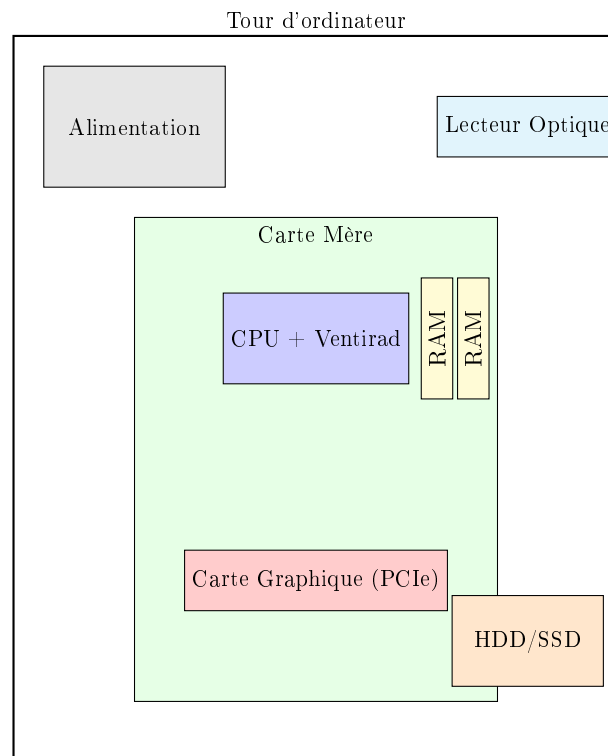 Tour d'ordinateur
Alimentation
Lecteur Optique
Carte Mère
CPU + Ventirad
RAM
RAM
Carte Graphique (PCIe)
HDD/SSD